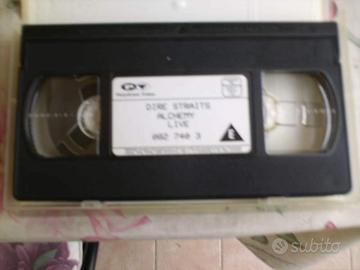 DIRE STRAITS
ALCHEMY
LIVE
082 740 3
E
subito